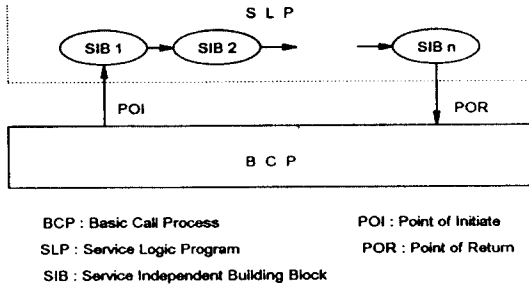 S L P
SIB 1
SIB 2
SIB n
POI
POR
B C P
BCP : Basic Call Process
POI : Point of Initiate
SLP : Service Logic Program
POR : Point of Return
SIB : Service Independent Building Block